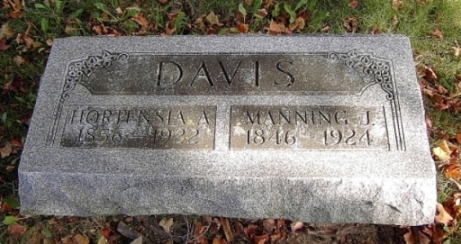 DAVIS
HORTENSIA A.
1856 - 1922
MANNING J.
1846 - 1924